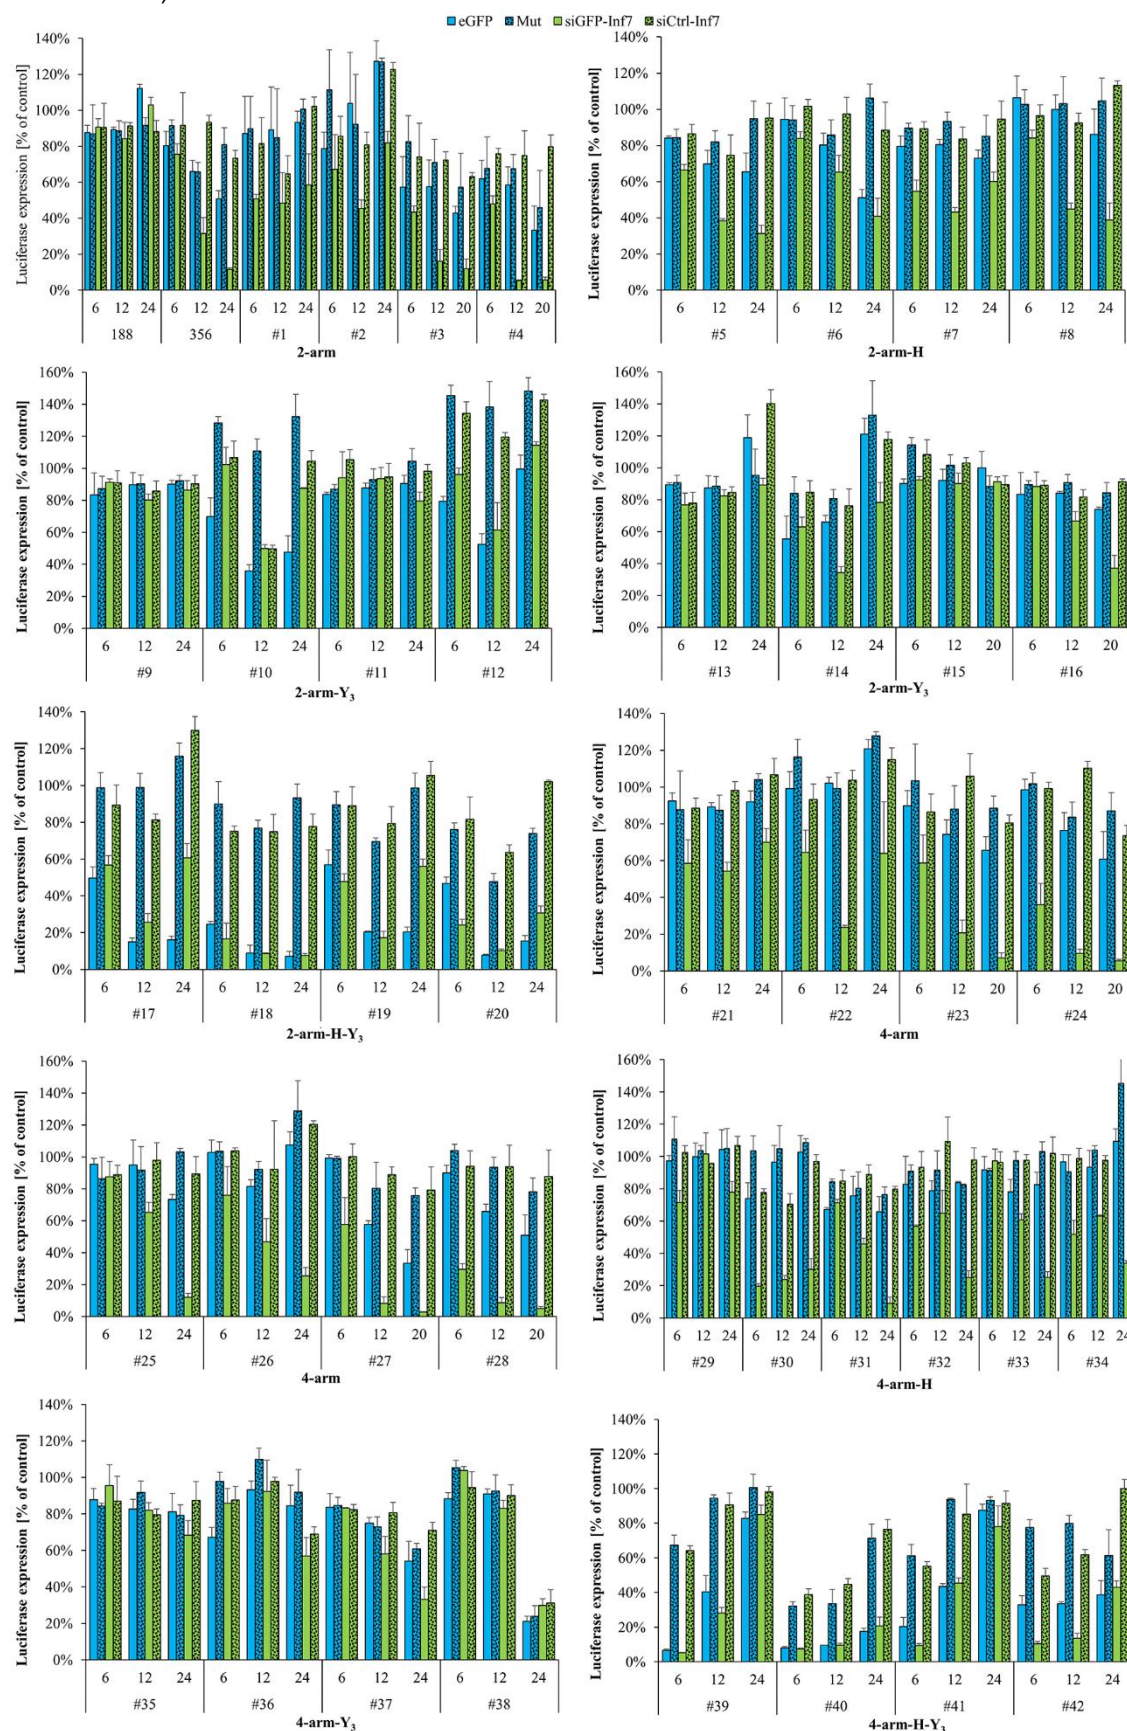 eGFP Mut siGFP-Inf7 siCtrl-Inf7
Luciferase expression [% of control]
140%
120%
100%
80%
60%
40%
20%
0%
6 12 24 6 12 24 6 12 24 6 12 24 6 12 20 6 12 20
188 356 #1 #2 #3 #4
2-arm
Luciferase expression [% of control]
140%
120%
100%
80%
60%
40%
20%
0%
6 12 24 6 12 24 6 12 24 6 12 24
#5 #6 #7 #8
2-arm-H
Luciferase expression [% of control]
160%
140%
120%
100%
80%
60%
40%
20%
0%
6 12 24 6 12 24 6 12 24 6 12 24
#9 #10 #11 #12
2-arm-Y3
Luciferase expression [% of control]
160%
140%
120%
100%
80%
60%
40%
20%
0%
6 12 24 6 12 24 6 12 20 6 12 20
#13 #14 #15 #16
2-arm-Y3
Luciferase expression [% of control]
140%
120%
100%
80%
60%
40%
20%
0%
6 12 24 6 12 24 6 12 24 6 12 24
#17 #18 #19 #20
2-arm-H-Y3
Luciferase expression [% of control]
140%
120%
100%
80%
60%
40%
20%
0%
6 12 24 6 12 24 6 12 20 6 12 20
#21 #22 #23 #24
4-arm
Luciferase expression [% of control]
160%
140%
120%
100%
80%
60%
40%
20%
0%
6 12 24 6 12 24 6 12 20 6 12 20
#25 #26 #27 #28
4-arm
Luciferase expression [% of control]
160%
140%
120%
100%
80%
60%
40%
20%
0%
6 12 24 6 12 24 6 12 24 6 12 24 6 12 24 6 12 24
#29 #30 #31 #32 #33 #34
4-arm-H
Luciferase expression [% of control]
140%
120%
100%
80%
60%
40%
20%
0%
6 12 24 6 12 24 6 12 24 6 12 24
#35 #36 #37 #38
4-arm-Y3
Luciferase expression [% of control]
140%
120%
100%
80%
60%
40%
20%
0%
6 12 24 6 12 24 6 12 24 6 12 24
#39 #40 #41 #42
4-arm-H-Y3